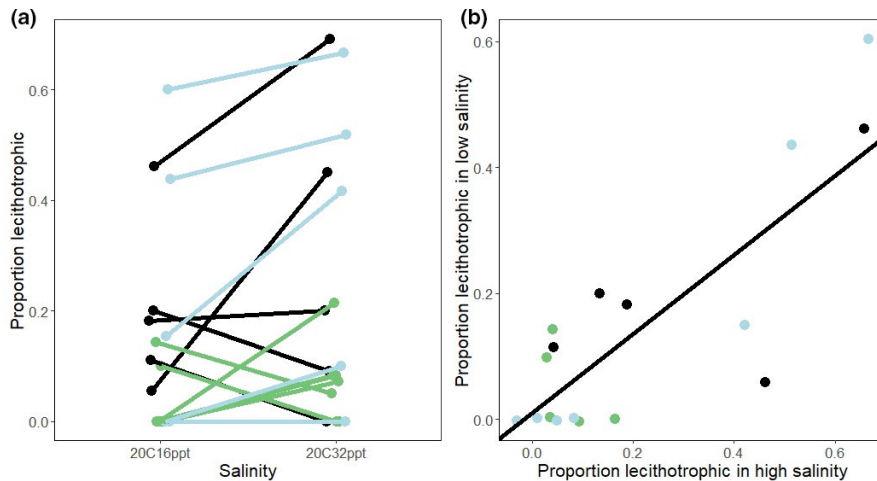 (a)
Proportion lecithotrophic
0.6
0.4
0.2
0.0
20C16ppt 20C32ppt
Salinity
(b)
Proportion lecithotrophic in low salinity
0.6
0.4
0.2
0.0
0.0 0.2 0.4 0.6
Proportion lecithotrophic in high salinity